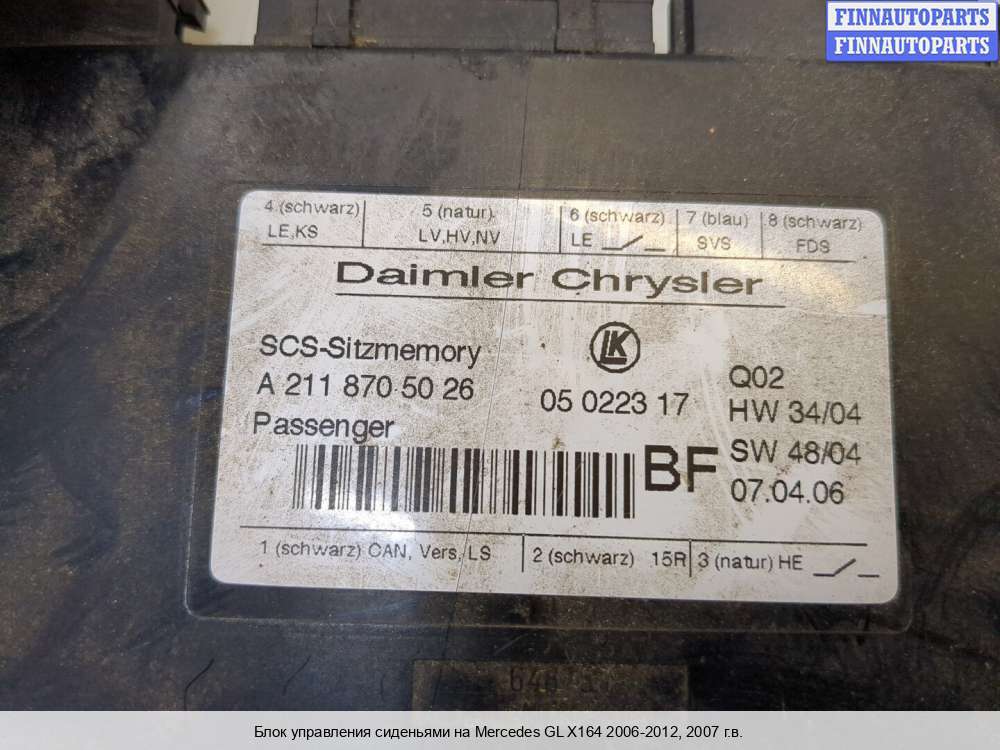 FINNAUTOPARTS
FINNAUTOPARTS
4 (schwarz) 5 (natur) 6 (schwarz) 7 (blau) 8 (schwarz)
LE,KS LV,HV,NV LE SVS FDS
Daimler Chrysler
SCS-Sitzmemory LK
A 211 870 50 26 05 0223 17 Q02
Passenger HW 34/04
BF SW 48/04
07.04.06
1 (schwarz) CAN, Vers, LS 2 (schwarz) 15R 3 (natur) HE
Блок управления сиденьями на Mercedes GL X164 2006-2012, 2007 г.в.